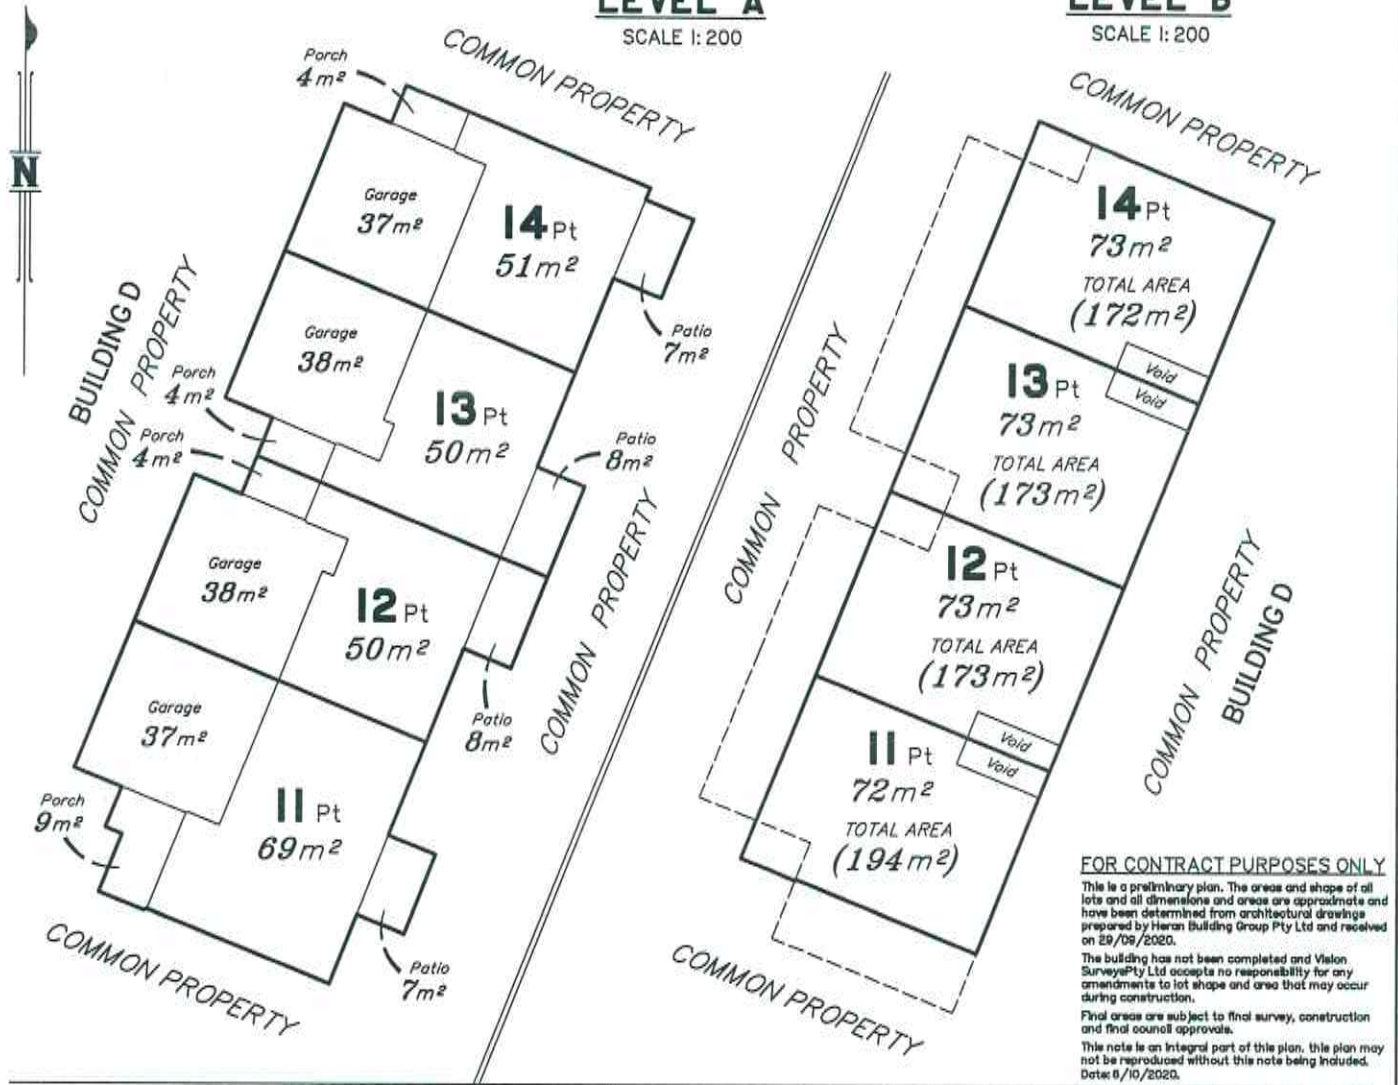 LEVEL A
SCALE 1:200
LEVEL B
SCALE 1:200
N
COMMON PROPERTY
Porch
4m²
Garage
37m²
14 Pt
51m²
Patio
7m²
BUILDING D
COMMON PROPERTY
Garage
38m²
Porch
4m²
13 Pt
50m²
Patio
8m²
Porch
4m²
Garage
38m²
12 Pt
50m²
Patio
8m²
COMMON PROPERTY
Garage
37m²
Porch
9m²
11 Pt
69m²
Patio
7m²
COMMON PROPERTY
COMMON PROPERTY
COMMON PROPERTY
14 Pt
73m²
TOTAL AREA
(172m²)
Void
Void
13 Pt
73m²
TOTAL AREA
(173m²)
12 Pt
73m²
TOTAL AREA
(173m²)
Void
Void
11 Pt
72m²
TOTAL AREA
(194m²)
COMMON PROPERTY
BUILDING D
COMMON PROPERTY
FOR CONTRACT PURPOSES ONLY
This is a preliminary plan. The areas and shape of all
lots and all dimensions and areas are approximate and
have been determined from architectural drawings
prepared by Heran Building Group Pty Ltd and received
on 29/09/2020.
The building has not been completed and Vision
SurveysPty Ltd accepts no responsibility for any
amendments to lot shape and area that may occur
during construction.
Final areas are subject to final survey, construction
and final council approvals.
This note is an integral part of this plan. this plan may
not be reproduced without this note being included.
Date: 6/10/2020.